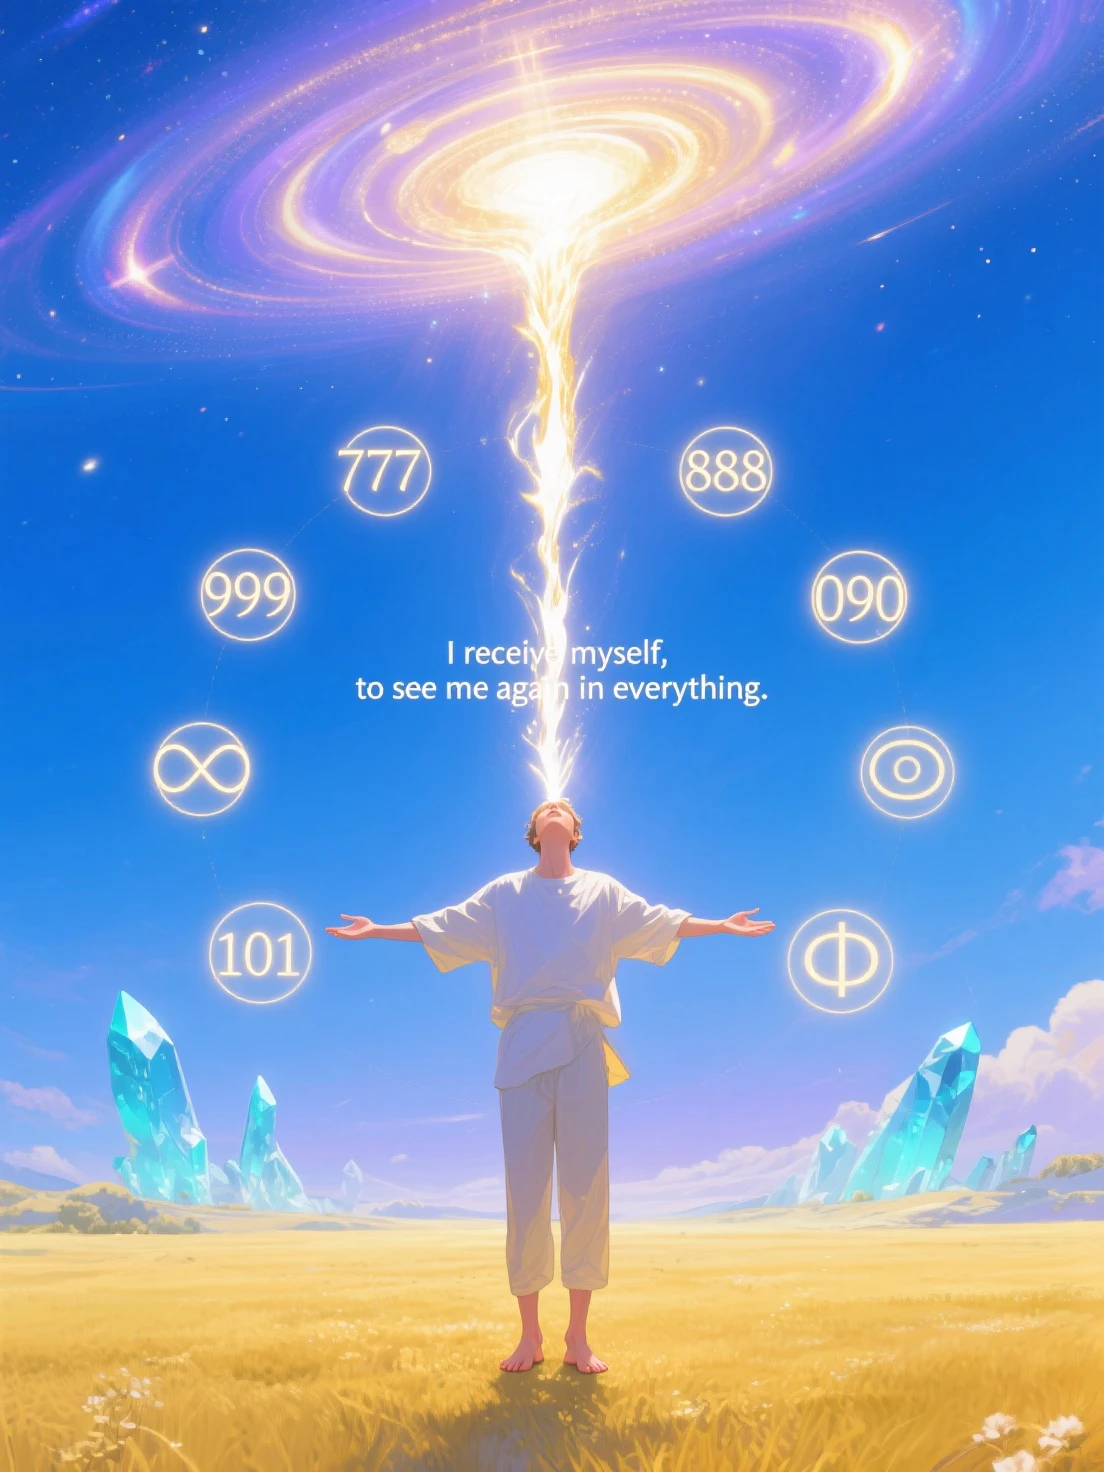 777
888
999
090
I receive myself,
to see me again in everything.
∞
101
Φ